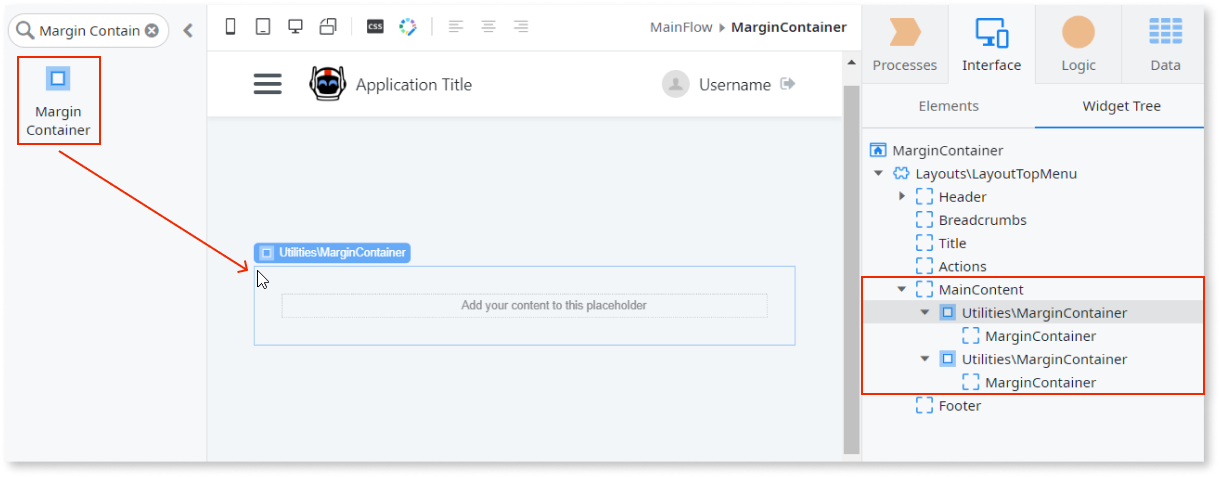 Margin Contain
Margin
Container
css
MainFlow MarginContainer
Application Title
Username
Utilities\MarginContainer
Add your content to this placeholder
Processes
Interface
Logic
Data
Elements
Widget Tree
MarginContainer
Layouts\LayoutTopMenu
Header
Breadcrumbs
Title
Actions
MainContent
Utilities\MarginContainer
MarginContainer
Utilities\MarginContainer
MarginContainer
Footer